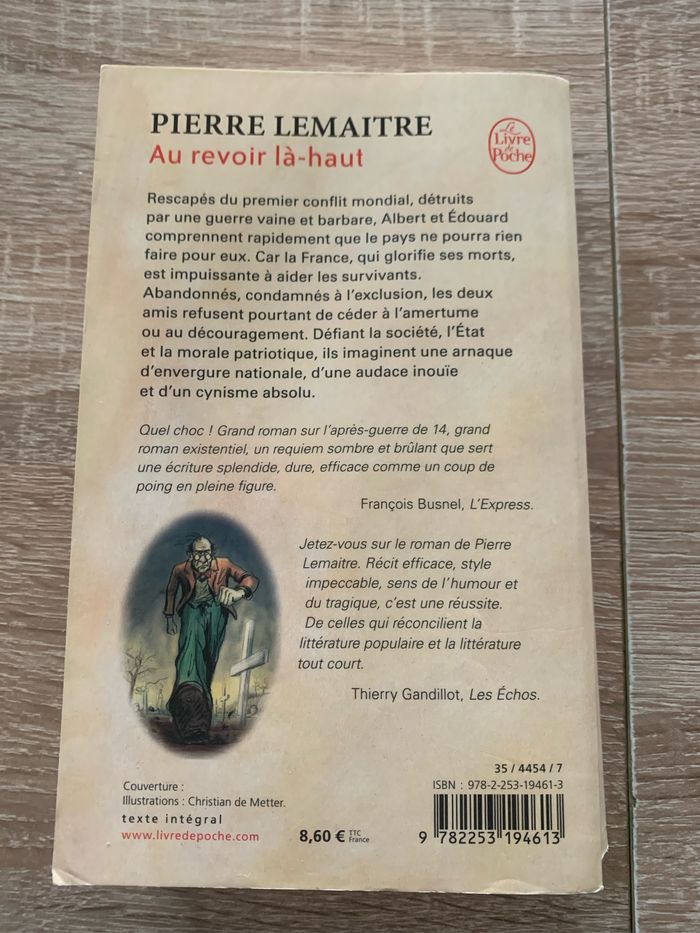 PIERRE LEMAITRE
Au revoir là-haut
Le
Livre
de
Poche
Rescapés du premier conflit mondial, détruits
par une guerre vaine et barbare, Albert et Édouard
comprennent rapidement que le pays ne pourra rien
faire pour eux. Car la France, qui glorifie ses morts,
est impuissante à aider les survivants.
Abandonnés, condamnés à l'exclusion, les deux
amis refusent pourtant de céder à l'amertume
ou au découragement. Défiant la société, l'État
et la morale patriotique, ils imaginent une arnaque
d'envergure nationale, d'une audace inouïe
et d'un cynisme absolu.
Quel choc ! Grand roman sur l'après-guerre de 14, grand
roman existentiel, un requiem sombre et brûlant que sert
une écriture splendide, dure, efficace comme un coup de
poing en pleine figure.
François Busnel, L'Express.
Jetez-vous sur le roman de Pierre
Lemaitre. Récit efficace, style
impeccable, sens de l'humour et
du tragique, c'est une réussite.
De celles qui réconcilient la
littérature populaire et la littérature
tout court.
Thierry Gandillot, Les Échos.
Couverture :
Illustrations : Christian de Metter.
texte intégral
www.livredepoche.com
8,60 € TTC
France
35 / 4454 / 7
ISBN : 978-2-253-19461-3
9 782253 194613